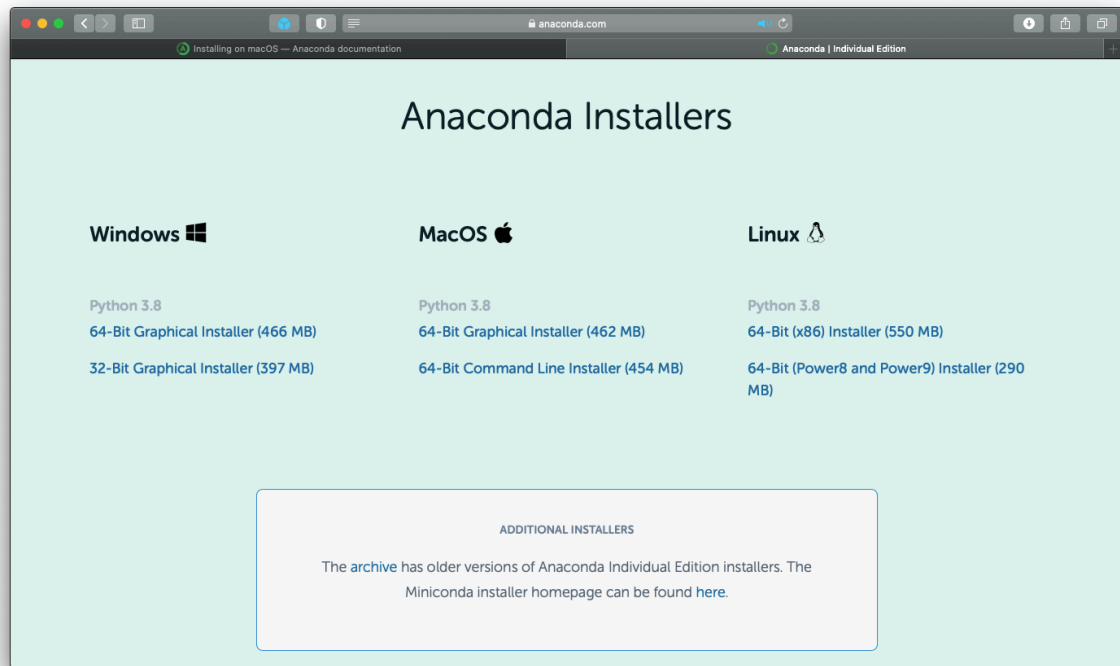 anaconda.com
Installing on macOS — Anaconda documentation
Anaconda | Individual Edition
Anaconda Installers
Windows
MacOS
Linux
Python 3.8
64-Bit Graphical Installer (466 MB)
32-Bit Graphical Installer (397 MB)
Python 3.8
64-Bit Graphical Installer (462 MB)
64-Bit Command Line Installer (454 MB)
Python 3.8
64-Bit (x86) Installer (550 MB)
64-Bit (Power8 and Power9) Installer (290
MB)
ADDITIONAL INSTALLERS
The archive has older versions of Anaconda Individual Edition installers. The
Miniconda installer homepage can be found here.